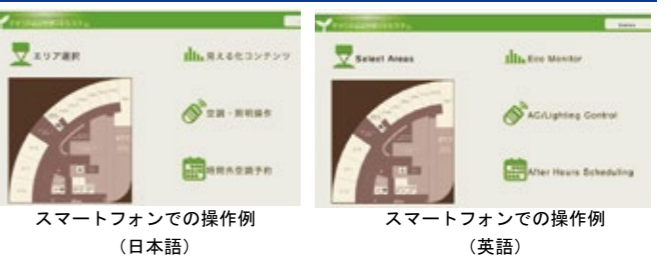 エリア選択
見える化コンテンツ
空調・照明操作
時間外空調予約
スマートフォンでの操作例
（日本語）
Select Areas
Eco Monitor
AC/Lighting Control
After Hours Scheduling
スマートフォンでの操作例
（英語）